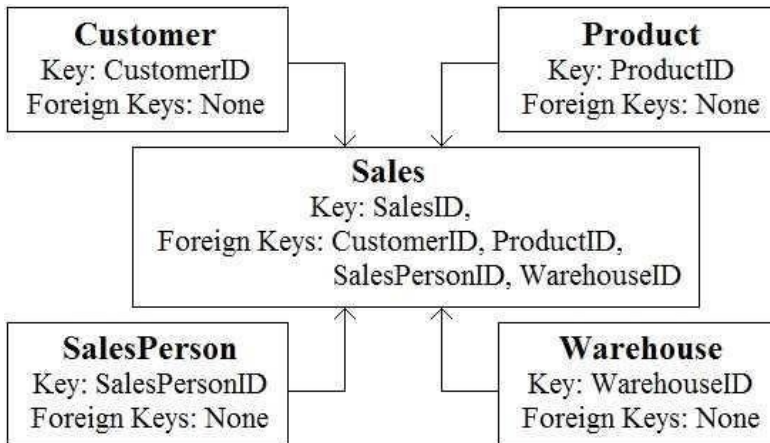 Customer
Key: CustomerID
Foreign Keys: None
Product
Key: ProductID
Foreign Keys: None
Sales
Key: SalesID,
Foreign Keys: CustomerID, ProductID,
SalesPersonID, WarehouseID
SalesPerson
Key: SalesPersonID
Foreign Keys: None
Warehouse
Key: WarehouseID
Foreign Keys: None